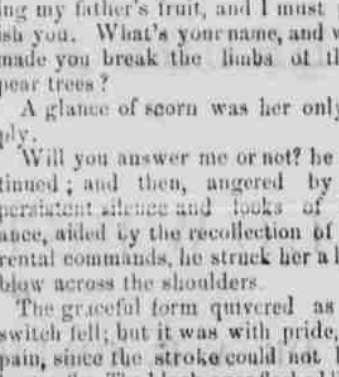 ing my father's fruit, and I must
ish you. What's your name, and
made you break the limbs of
pear trees?
A glance of scorn was her only
ply.
Will you answer me or not? he
tinued; and then, angered by
persistent silence and looks of
ance, aided by the recollection of
rental commands, he struck her a
blow across the shoulders.
The graceful form quivered as
switch fell; but it was with pride,
pain, since the stroke could not